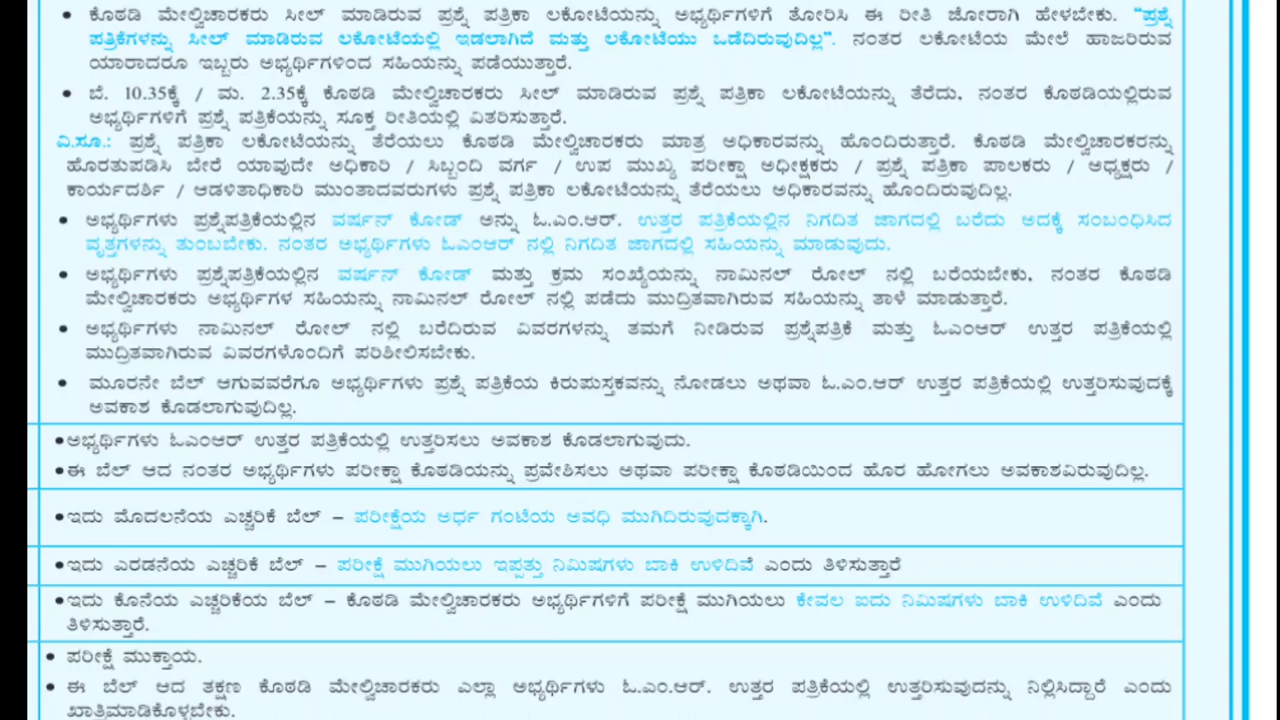 • ಕೊಠಡಿ ಮೇಲ್ವಿಚಾರಕರು ಸೀಲ್ ಮಾಡಿರುವ ಪ್ರಶ್ನೆ ಪತ್ರಿಕಾ ಲಕೋಟೆಯನ್ನು ಅಭ್ಯರ್ಥಿಗಳಿಗೆ ತೋರಿಸಿ ಈ ರೀತಿ ಜೋರಾಗಿ ಹೇಳಬೇಕು. "ಪ್ರಶ್ನೆ
ಪತ್ರಿಕೆಗಳನ್ನು ಸೀಲ್ ಮಾಡಿರುವ ಲಕೋಟೆಯಲ್ಲಿ ಇಡಲಾಗಿದೆ ಮತ್ತು ಲಕೋಟೆಯು ಒಡೆದಿರುವುದಿಲ್ಲ". ನಂತರ ಲಕೋಟೆಯ ಮೇಲೆ ಹಾಜರಿರುವ
ಯಾರಾದರೂ ಇಬ್ಬರು ಅಭ್ಯರ್ಥಿಗಳಿಂದ ಸಹಿಯನ್ನು ಪಡೆಯುತ್ತಾರೆ.
• ಬೆ. 10.35ಕ್ಕೆ / ಮ. 2.35ಕ್ಕೆ ಕೊಠಡಿ ಮೇಲ್ವಿಚಾರಕರು ಸೀಲ್ ಮಾಡಿರುವ ಪ್ರಶ್ನೆ ಪತ್ರಿಕಾ ಲಕೋಟೆಯನ್ನು ತೆರೆದು, ನಂತರ ಕೊಠಡಿಯಲ್ಲಿರುವ
ಅಭ್ಯರ್ಥಿಗಳಿಗೆ ಪ್ರಶ್ನೆ ಪತ್ರಿಕೆಯನ್ನು ಸೂಕ್ತ ರೀತಿಯಲ್ಲಿ ವಿತರಿಸುತ್ತಾರೆ.
ವಿ.ಸೂ.: ಪ್ರಶ್ನೆ ಪತ್ರಿಕಾ ಲಕೋಟೆಯನ್ನು ತೆರೆಯಲು ಕೊಠಡಿ ಮೇಲ್ವಿಚಾರಕರು ಮಾತ್ರ ಅಧಿಕಾರವನ್ನು ಹೊಂದಿರುತ್ತಾರೆ. ಕೊಠಡಿ ಮೇಲ್ವಿಚಾರಕರನ್ನು
ಹೊರತುಪಡಿಸಿ ಬೇರೆ ಯಾವುದೇ ಅಧಿಕಾರಿ / ಸಿಬ್ಬಂದಿ ವರ್ಗ / ಉಪ ಮುಖ್ಯ ಪರೀಕ್ಷಾ ಅಧೀಕ್ಷಕರು / ಪ್ರಶ್ನೆ ಪತ್ರಿಕಾ ಪಾಲಕರು / ಅಧ್ಯಕ್ಷರು /
ಕಾರ್ಯದರ್ಶಿ / ಆಡಳಿತಾಧಿಕಾರಿ ಮುಂತಾದವರುಗಳು ಪ್ರಶ್ನೆ ಪತ್ರಿಕಾ ಲಕೋಟೆಯನ್ನು ತೆರೆಯಲು ಅಧಿಕಾರವನ್ನು ಹೊಂದಿರುವುದಿಲ್ಲ.
• ಅಭ್ಯರ್ಥಿಗಳು ಪ್ರಶ್ನೆಪತ್ರಿಕೆಯಲ್ಲಿನ ವರ್ಷನ್ ಕೋಡ್ ಅನ್ನು ಓ.ಎಂ.ಆರ್. ಉತ್ತರ ಪತ್ರಿಕೆಯಲ್ಲಿನ ನಿಗದಿತ ಜಾಗದಲ್ಲಿ ಬರೆದು ಅದಕ್ಕೆ ಸಂಬಂಧಿಸಿದ
ವೃತ್ತಗಳನ್ನು ತುಂಬಬೇಕು. ನಂತರ ಅಭ್ಯರ್ಥಿಗಳು ಓಎಂಆರ್ ನಲ್ಲಿ ನಿಗದಿತ ಜಾಗದಲ್ಲಿ ಸಹಿಯನ್ನು ಮಾಡುವುದು.
• ಅಭ್ಯರ್ಥಿಗಳು ಪ್ರಶ್ನೆಪತ್ರಿಕೆಯಲ್ಲಿನ ವರ್ಷನ್ ಕೋಡ್ ಮತ್ತು ಕ್ರಮ ಸಂಖ್ಯೆಯನ್ನು ನಾಮಿನಲ್ ರೋಲ್ ನಲ್ಲಿ ಬರೆಯಬೇಕು, ನಂತರ ಕೊಠಡಿ
ಮೇಲ್ವಿಚಾರಕರು ಅಭ್ಯರ್ಥಿಗಳ ಸಹಿಯನ್ನು ನಾಮಿನಲ್ ರೋಲ್ ನಲ್ಲಿ ಪಡೆದು ಮುದ್ರಿತವಾಗಿರುವ ಸಹಿಯನ್ನು ತಾಳೆ ಮಾಡುತ್ತಾರೆ.
• ಅಭ್ಯರ್ಥಿಗಳು ನಾಮಿನಲ್ ರೋಲ್ ನಲ್ಲಿ ಬರೆದಿರುವ ವಿವರಗಳನ್ನು ತಮಗೆ ನೀಡಿರುವ ಪ್ರಶ್ನೆಪತ್ರಿಕೆ ಮತ್ತು ಓಎಂಆರ್ ಉತ್ತರ ಪತ್ರಿಕೆಯಲ್ಲಿ
ಮುದ್ರಿತವಾಗಿರುವ ವಿವರಗಳೊಂದಿಗೆ ಪರಿಶೀಲಿಸಬೇಕು.
• ಮೂರನೇ ಬೆಲ್ ಆಗುವವರೆಗೂ ಅಭ್ಯರ್ಥಿಗಳು ಪ್ರಶ್ನೆ ಪತ್ರಿಕೆಯ ಕಿರುಪುಸ್ತಕವನ್ನು ನೋಡಲು ಅಥವಾ ಓ.ಎಂ.ಆರ್ ಉತ್ತರ ಪತ್ರಿಕೆಯಲ್ಲಿ ಉತ್ತರಿಸುವುದಕ್ಕೆ
ಅವಕಾಶ ಕೊಡಲಾಗುವುದಿಲ್ಲ.
• ಅಭ್ಯರ್ಥಿಗಳು ಓಎಂಆರ್ ಉತ್ತರ ಪತ್ರಿಕೆಯಲ್ಲಿ ಉತ್ತರಿಸಲು ಅವಕಾಶ ಕೊಡಲಾಗುವುದು.
• ಈ ಬೆಲ್ ಆದ ನಂತರ ಅಭ್ಯರ್ಥಿಗಳು ಪರೀಕ್ಷಾ ಕೊಠಡಿಯನ್ನು ಪ್ರವೇಶಿಸಲು ಅಥವಾ ಪರೀಕ್ಷಾ ಕೊಠಡಿಯಿಂದ ಹೊರ ಹೋಗಲು ಅವಕಾಶವಿರುವುದಿಲ್ಲ.
• ಇದು ಮೊದಲನೆಯ ಎಚ್ಚರಿಕೆ ಬೆಲ್ – ಪರೀಕ್ಷೆಯ ಅರ್ಧ ಗಂಟೆಯ ಅವಧಿ ಮುಗಿದಿರುವುದಕ್ಕಾಗಿ.
• ಇದು ಎರಡನೆಯ ಎಚ್ಚರಿಕೆ ಬೆಲ್ – ಪರೀಕ್ಷೆ ಮುಗಿಯಲು ಇಪ್ಪತ್ತು ನಿಮಿಷಗಳು ಬಾಕಿ ಉಳಿದಿವೆ ಎಂದು ತಿಳಿಸುತ್ತಾರೆ
• ಇದು ಕೊನೆಯ ಎಚ್ಚರಿಕೆಯ ಬೆಲ್ – ಕೊಠಡಿ ಮೇಲ್ವಿಚಾರಕರು ಅಭ್ಯರ್ಥಿಗಳಿಗೆ ಪರೀಕ್ಷೆ ಮುಗಿಯಲು ಕೇವಲ ಐದು ನಿಮಿಷಗಳು ಬಾಕಿ ಉಳಿದಿವೆ ಎಂದು
ತಿಳಿಸುತ್ತಾರೆ.
• ಪರೀಕ್ಷೆ ಮುಕ್ತಾಯ.
• ಈ ಬೆಲ್ ಆದ ತಕ್ಷಣ ಕೊಠಡಿ ಮೇಲ್ವಿಚಾರಕರು ಎಲ್ಲಾ ಅಭ್ಯರ್ಥಿಗಳು ಓ.ಎಂ.ಆರ್. ಉತ್ತರ ಪತ್ರಿಕೆಯಲ್ಲಿ ಉತ್ತರಿಸುವುದನ್ನು ನಿಲ್ಲಿಸಿದ್ದಾರೆ ಎಂದು
ಖಾತ್ರಿಮಾಡಿಕೊಳ್ಳಬೇಕು.